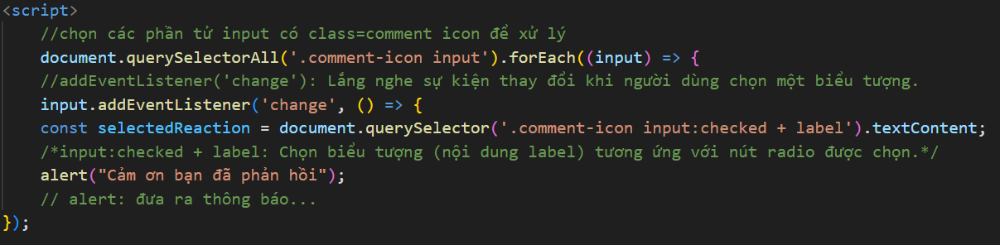 <script>
//chọn các phần tử input có class=comment icon để xử lý
document.querySelectorAll('.comment-icon input').forEach((input) => {
//addEventListener('change'): Lắng nghe sự kiện thay đổi khi người dùng chọn một biểu tượng.
input.addEventListener('change', () => {
const selectedReaction = document.querySelector('.comment-icon input:checked + label').textContent;
/*input:checked + label: Chọn biểu tượng (nội dung label) tương ứng với nút radio được chọn.*/
alert("Cảm ơn bạn đã phản hồi");
// alert: đưa ra thông báo...
});